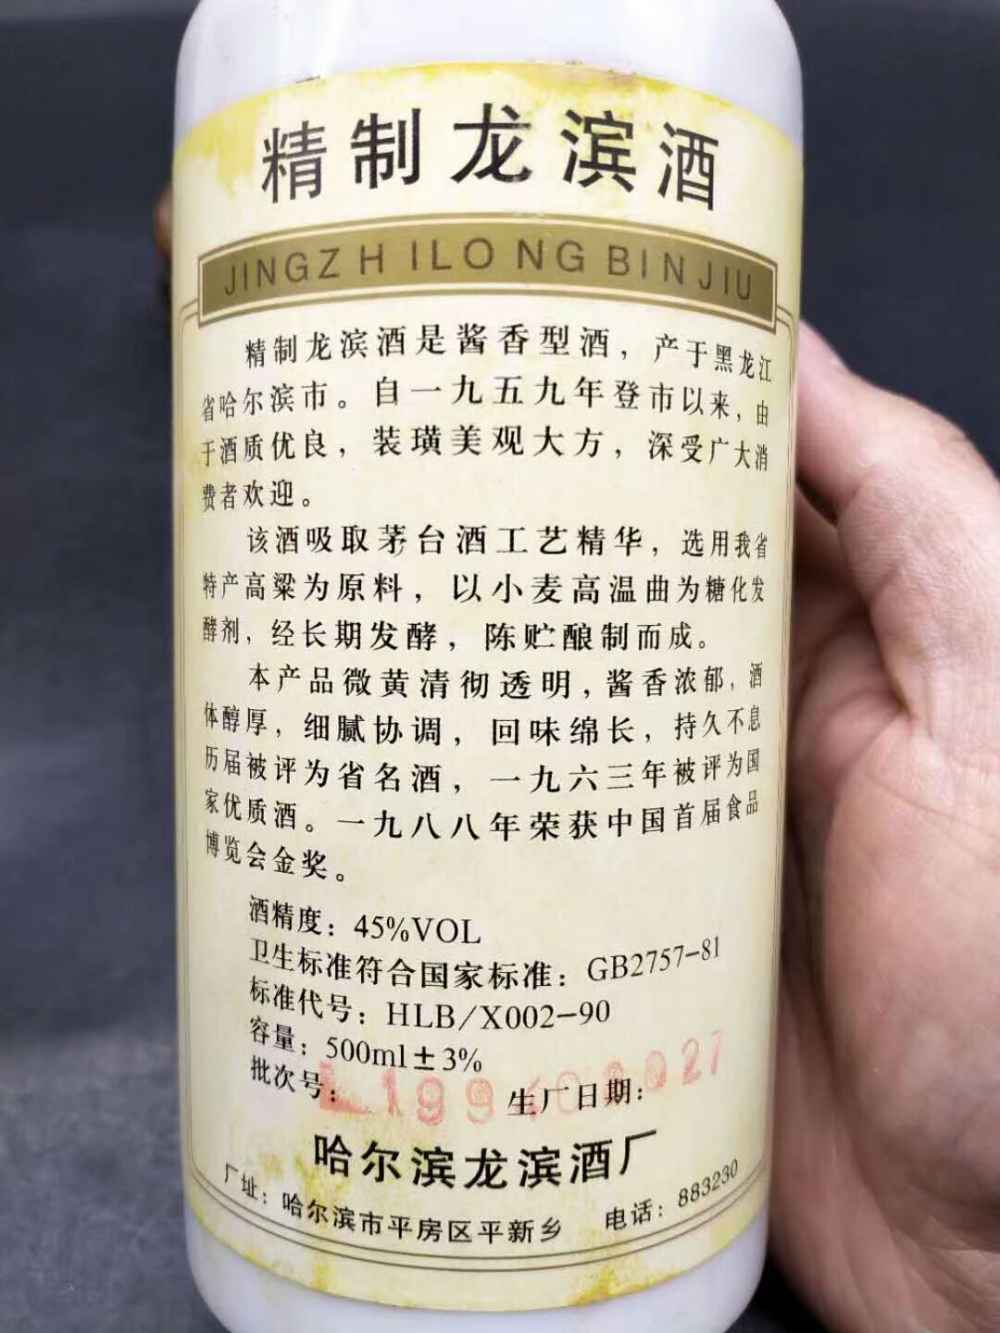 精制龙滨酒
JINGZHILONGBINJIU
精制龙滨酒是酱香型酒，产于黑龙江
省哈尔滨市。自一九五九年登市以来，由
于酒质优良，装璜美观大方，深受广大消
费者欢迎。
该酒吸取茅台酒工艺精华，选用我省
特产高粱为原料，以小麦高温曲为糖化发
酵剂，经长期发酵，陈贮酿制而成。
本产品微黄清彻透明，酱香浓郁，酒
体醇厚，细腻协调，回味绵长，持久不息
历届被评为省名酒，一九六三年被评为国
家优质酒。一九八八年荣获中国首届食品
博览会金奖。
酒精度：45%VOL
卫生标准符合国家标准：GB2757-81
标准代号：HLB/X002-90
容量：500ml±3%
批次号： 生厂日期：
哈尔滨龙滨酒厂
厂址：哈尔滨市平房区平新乡 电话：883230